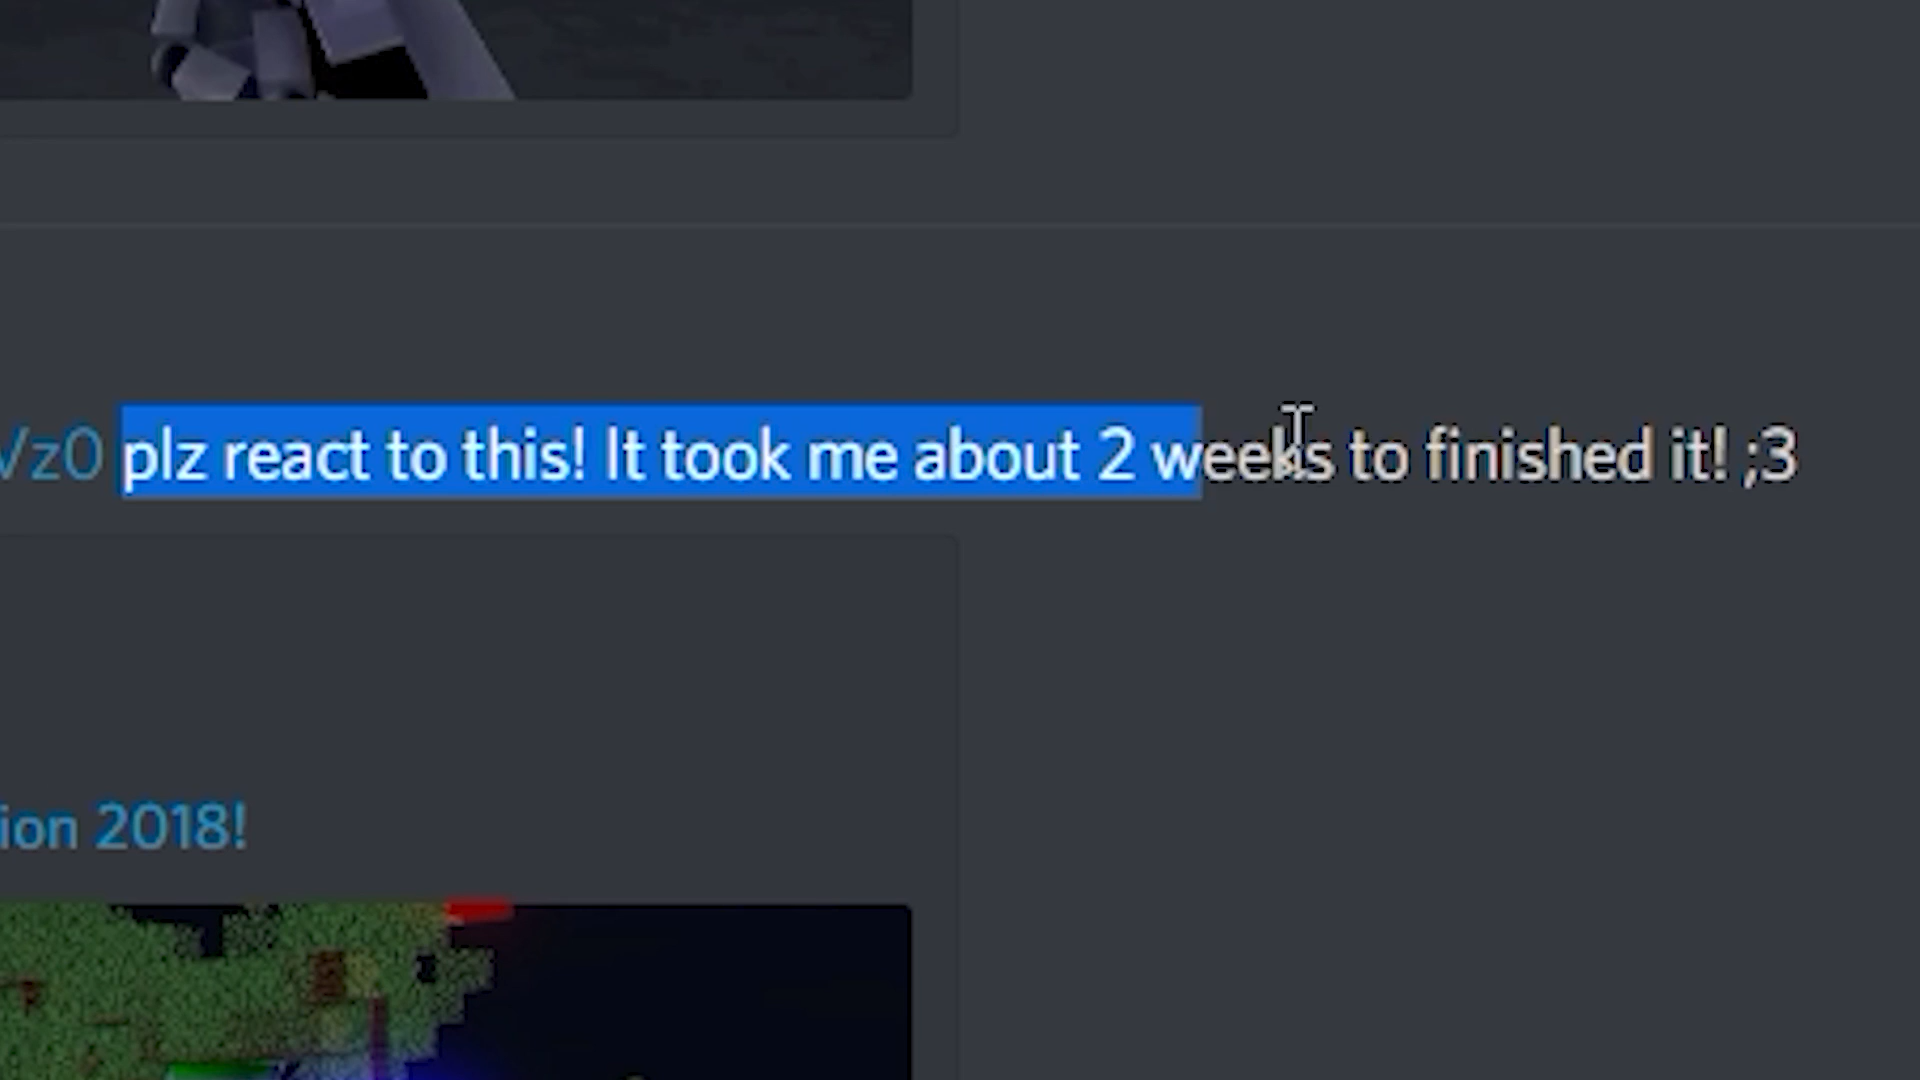 Vz0 plz react to this! It took me about 2 weeks to finished it! ;3
ion 2018!